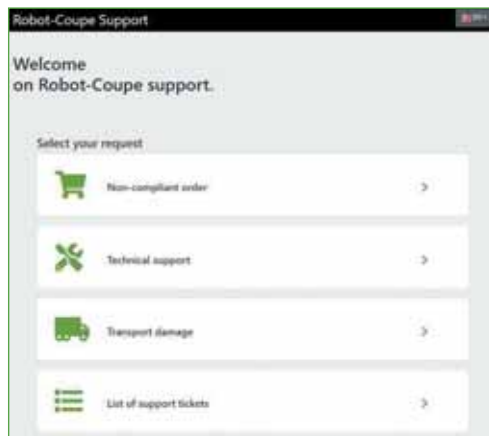 Robot-Coupe Support
Welcome
on Robot-Coupe support.
Select your request
Non-compliant order
Technical support
Transport damage
List of support tickets